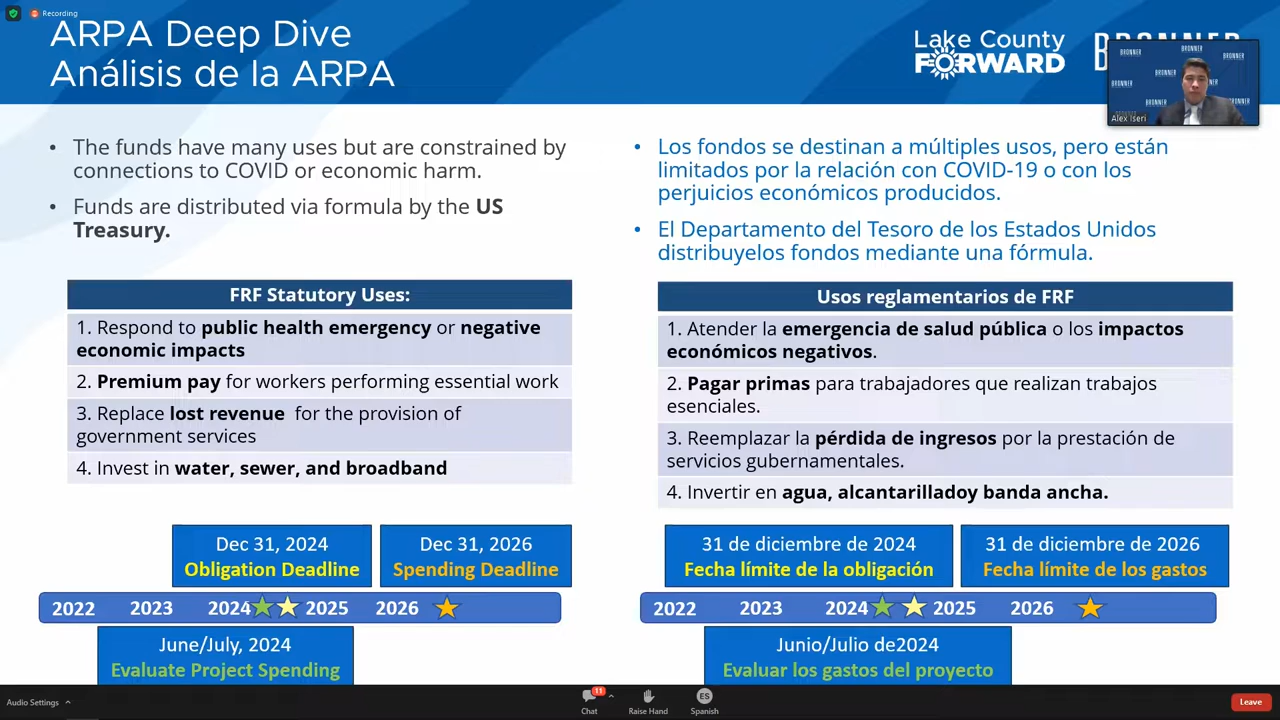 Recording
ARPA Deep Dive
Análisis de la ARPA
Lake County
FORWARD
BRONNER
BRONNER
BRONNER
BRONNER
BRONNER
BRONNER
BRONNER
Alex Iseri
• The funds have many uses but are constrained by
connections to COVID or economic harm.
• Funds are distributed via formula by the US
Treasury.
• Los fondos se destinan a múltiples usos, pero están
limitados por la relación con COVID-19 o con los
perjuicios económicos producidos.
• El Departamento del Tesoro de los Estados Unidos
distribuyelos fondos mediante una fórmula.
FRF Statutory Uses:
1. Respond to public health emergency or negative
economic impacts
2. Premium pay for workers performing essential work
3. Replace lost revenue for the provision of
government services
4. Invest in water, sewer, and broadband
Usos reglamentarios de FRF
1. Atender la emergencia de salud pública o los impactos
económicos negativos.
2. Pagar primas para trabajadores que realizan trabajos
esenciales.
3. Reemplazar la pérdida de ingresos por la prestación de
servicios gubernamentales.
4. Invertir en agua, alcantarilladoy banda ancha.
Dec 31, 2024
Obligation Deadline
Dec 31, 2026
Spending Deadline
2022 2023 2024 2025 2026
June/July, 2024
Evaluate Project Spending
31 de diciembre de 2024
Fecha límite de la obligación
31 de diciembre de 2026
Fecha límite de los gastos
2022 2023 2024 2025 2026
Junio/Julio de2024
Evaluar los gastos del proyecto
Audio Settings
11
Chat
Raise Hand
ES
Spanish
Leave